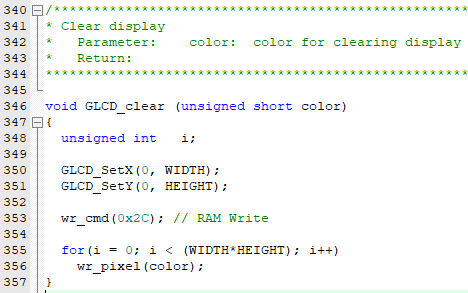 340 /****************************************************
341 * Clear display
342 *   Parameter:    color:  color for clearing display
343 *   Return:
344 *****************************************************
345
346 void GLCD_clear (unsigned short color)
347 {
348   unsigned int   i;
349
350   GLCD_SetX(0, WIDTH);
351   GLCD_SetY(0, HEIGHT);
352
353   wr_cmd(0x2C); // RAM Write
354
355   for(i = 0; i < (WIDTH*HEIGHT); i++)
356     wr_pixel(color);
357 }